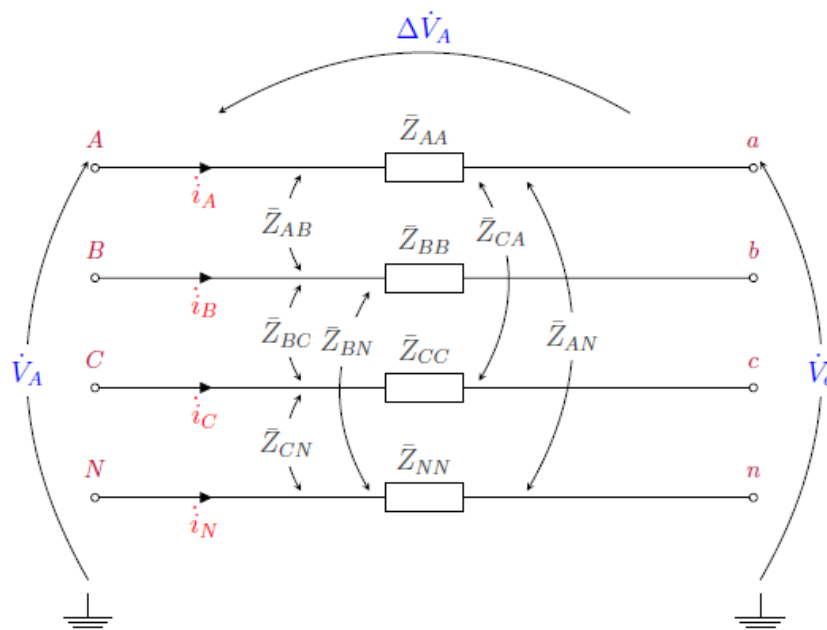 ΔV̇_A
A
Z̄_AA
a
i̇_A
Z̄_AB
Z̄_CA
B
Z̄_BB
b
i̇_B
Z̄_BC
Z̄_BN
Z̄_AN
V̇_A
C
Z̄_CC
c
i̇_C
Z̄_CN
N
Z̄_NN
n
i̇_N